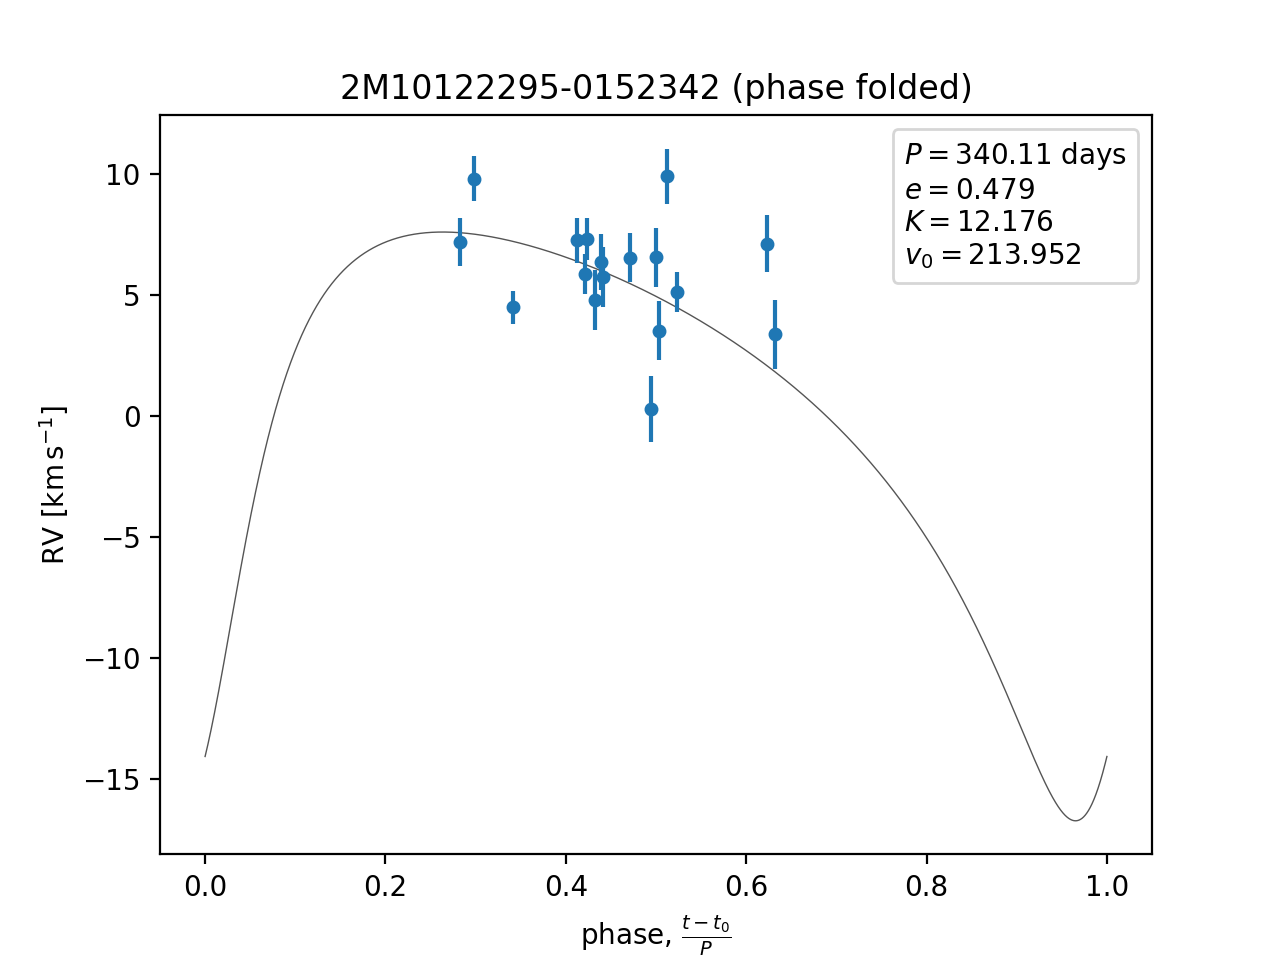 2M10122295-0152342 (phase folded)
P = 340.11 days
e = 0.479
K = 12.176
v₀ = 213.952
RV [km s⁻¹]
10
5
0
−5
−10
−15
0.0 0.2 0.4 0.6 0.8 1.0
phase, (t − t₀)/P